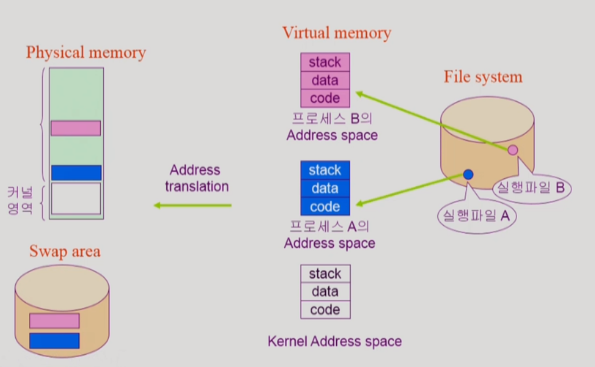 Virtual memory
Physical memory
File system
stack
data
code
프로세스 B의
Address space
Address
translation
stack
data
code
프로세스 A의
Address space
실행파일 B
실행파일 A
커널
영역
Swap area
stack
data
code
Kernel Address space